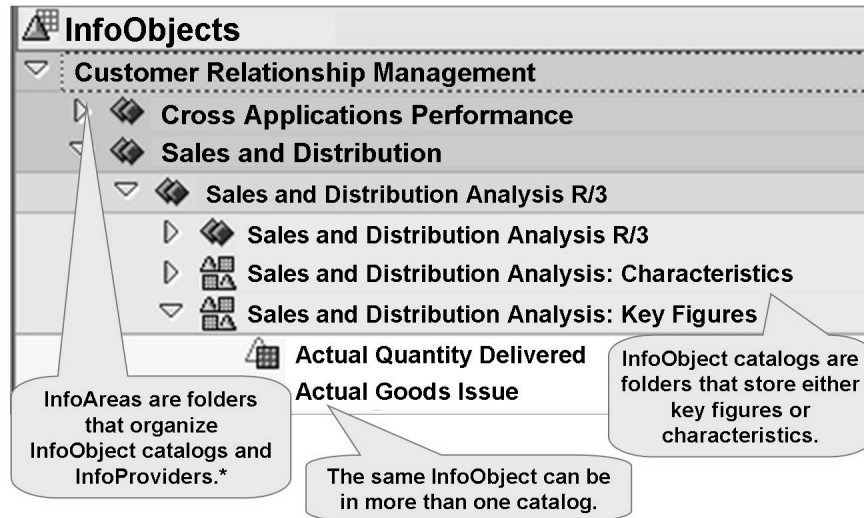 InfoObjects
Customer Relationship Management
Cross Applications Performance
Sales and Distribution
Sales and Distribution Analysis R/3
Sales and Distribution Analysis R/3
Sales and Distribution Analysis: Characteristics
Sales and Distribution Analysis: Key Figures
Actual Quantity Delivered
Actual Goods Issue
InfoAreas are folders
that organize
InfoObject catalogs and
InfoProviders.*
The same InfoObject can be
in more than one catalog.
InfoObject catalogs are
folders that store either
key figures or
characteristics.